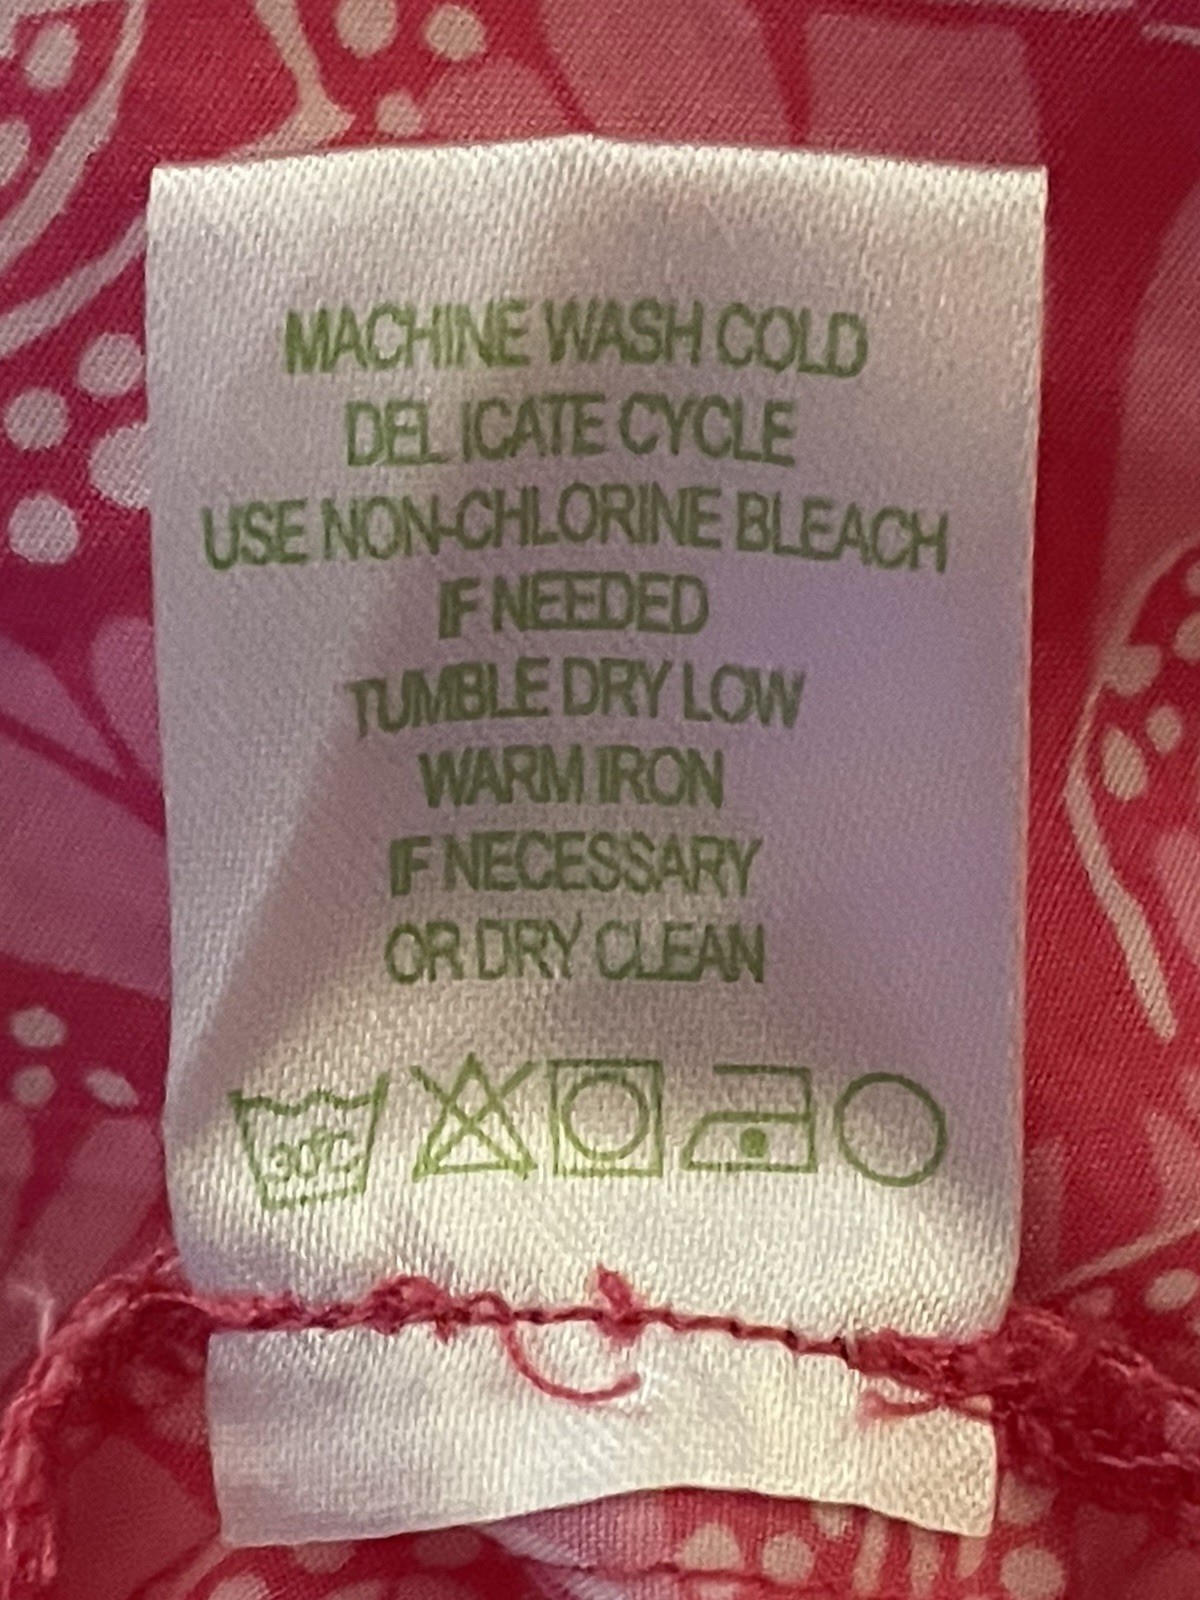 MACHINE WASH COLD
DELICATE CYCLE
USE NON-CHLORINE BLEACH
IF NEEDED
TUMBLE DRY LOW
WARM IRON
IF NECESSARY
OR DRY CLEAN
30°C